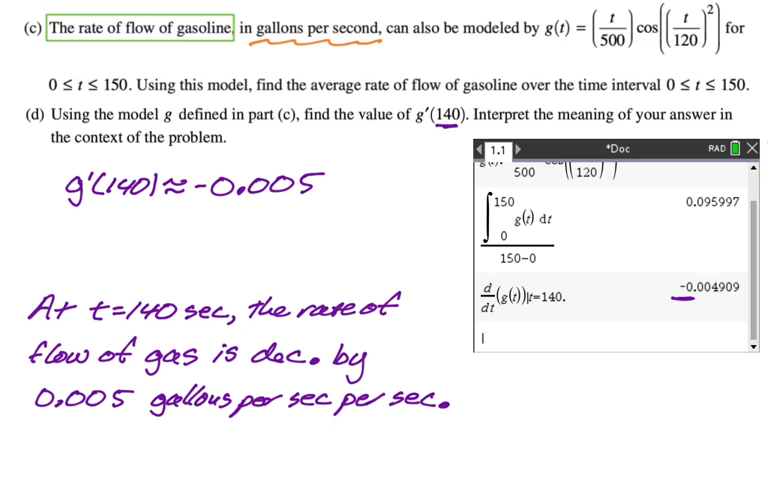 (c) The rate of flow of gasoline, in gallons per second, can also be modeled by g(t) = (t/500) cos((t/120)²) for
0 ≤ t ≤ 150. Using this model, find the average rate of flow of gasoline over the time interval 0 ≤ t ≤ 150.
(d) Using the model g defined in part (c), find the value of g′(140). Interpret the meaning of your answer in
the context of the problem.
1.1 *Doc RAD
500 120
∫₀¹⁵⁰ g(t) dt 0.095997
150-0
d/dt (g(t))|t=140. -0.004909
g'(140) ≈ -0.005
At t=140 sec, the rate of
flow of gas is dec. by
0.005 gallons per sec per sec.